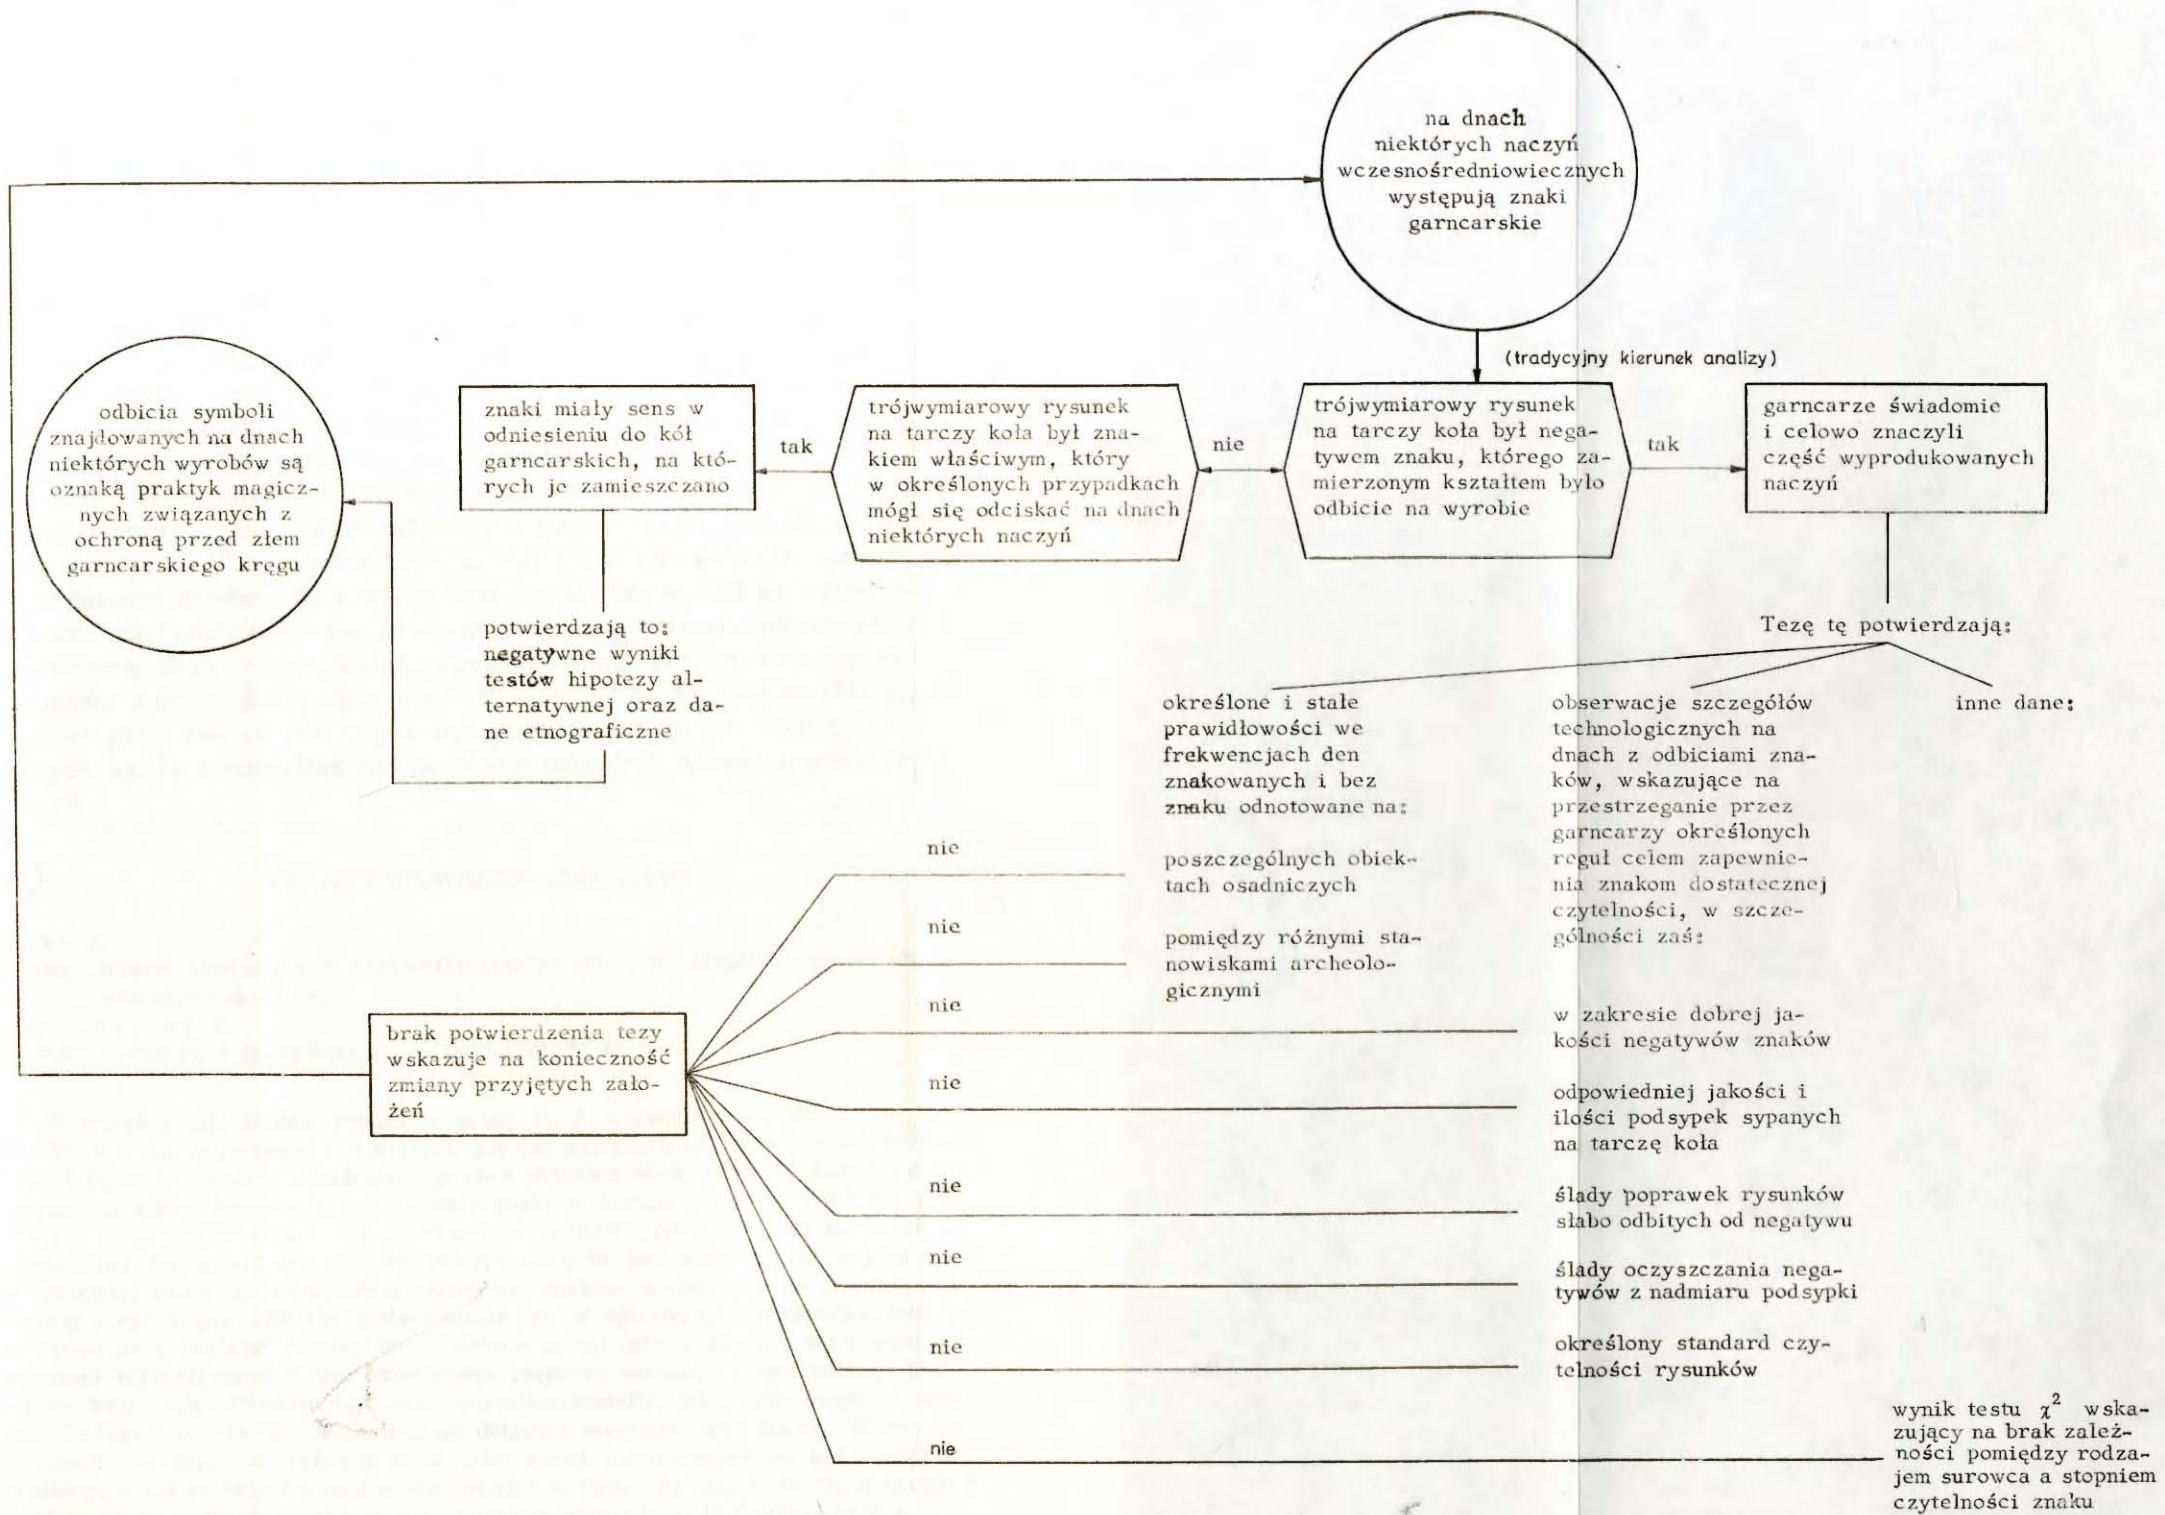 na dnach
niektórych naczyń
wczesnośredniowiecznych
występują znaki
garncarskie
(tradycyjny kierunek analizy)
odbicia symboli
znajdowanych na dnach
niektórych wyrobów są
oznaką praktyk magicz-
nych związanych z
ochroną przed złem
garncarskiego kręgu
znaki miały sens w
odniesieniu do kół
garncarskich, na któ-
rych je zamieszczano
tak
trójwymiarowy rysunek
na tarczy koła był zna-
kiem właściwym, który
w określonych przypadkach
mógł się odciskać na dnach
niektórych naczyń
nie
trójwymiarowy rysunek
na tarczy koła był nega-
tywem znaku, którego za-
mierzonym kształtem było
odbicie na wyrobie
tak
garncarze świadomie
i celowo znaczyli
część wyprodukowanych
naczyń
potwierdzają to:
negatywne wyniki
testów hipotezy al-
ternatywnej oraz da-
ne etnograficzne
Tezę tę potwierdzają:
określone i stałe
prawidłowości we
frekwencjach den
znakowanych i bez
znaku odnotowane na:
obserwacje szczegółów
technologicznych na
dnach z odbiciami zna-
ków, wskazujące na
przestrzeganie przez
garncarzy określonych
reguł celem zapewnie-
nia znakom dostatecznej
czytelności, w szcze-
gólności zaś:
inne dane:
nie
poszczególnych obiek-
tach osadniczych
nie
pomiędzy różnymi sta-
nowiskami archeolo-
gicznymi
nie
w zakresie dobrej ja-
kości negatywów znaków
brak potwierdzenia tezy
wskazuje na konieczność
zmiany przyjętych zało-
żeń
nie
odpowiedniej jakości i
ilości podsypek sypanych
na tarczę koła
nie
ślady poprawek rysunków
słabo odbitych od negatywu
nie
ślady oczyszczania nega-
tywów z nadmiaru podsypki
nie
określony standard czy-
telności rysunków
nie
wynik testu χ² wska-
zujący na brak zależ-
ności pomiędzy rodza-
jem surowca a stopniem
czytelności znaku